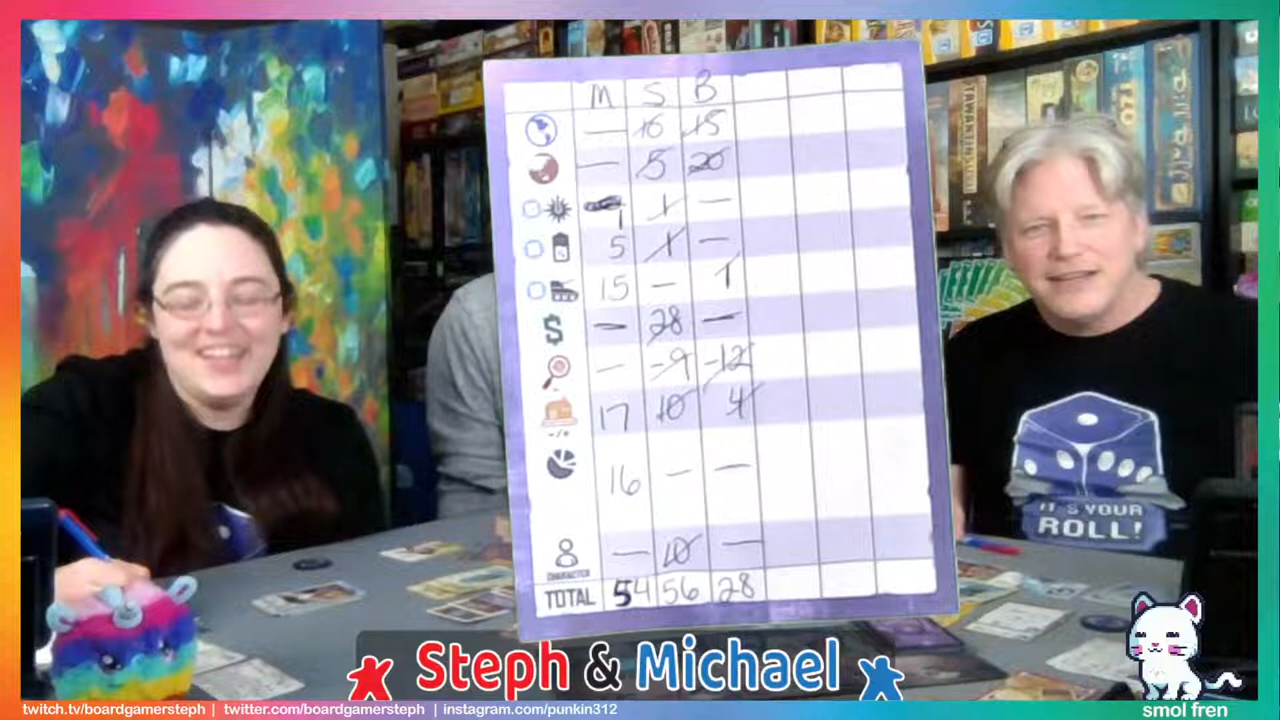 M S B
— 16 15
— 5 20
1 1 —
5 1 —
15 — 1
$ — 28 —
— -9 -12
17 10 4
-/+
16 — —
CHARACTER — 10 —
TOTAL 54 56 28
TAWANTINSUYU
IT'S YOUR
ROLL!
Steph & Michael
smol fren
twitch.tv/boardgamersteph | twitter.com/boardgamersteph | instagram.com/punkin312